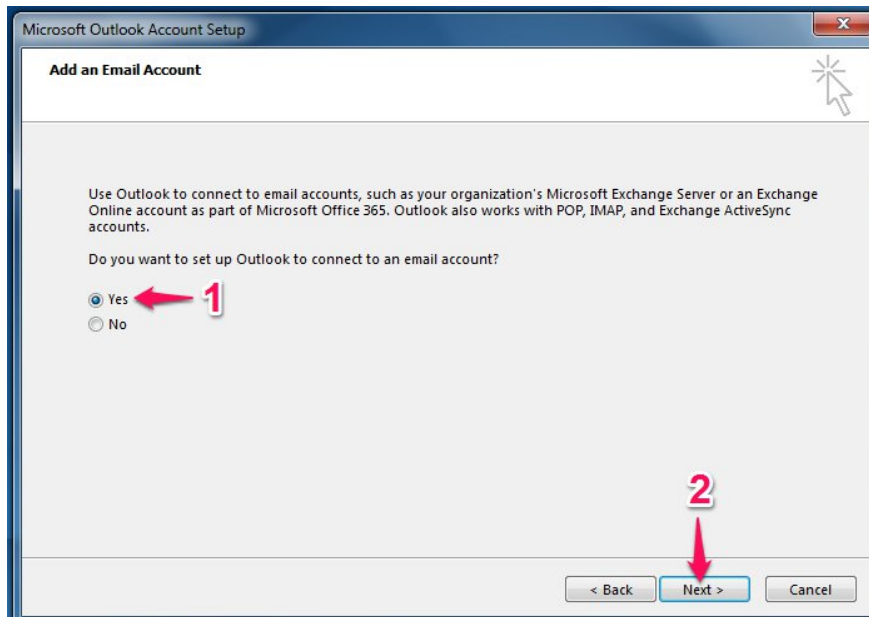 Microsoft Outlook Account Setup
X
Add an Email Account
Use Outlook to connect to email accounts, such as your organization's Microsoft Exchange Server or an Exchange
Online account as part of Microsoft Office 365. Outlook also works with POP, IMAP, and Exchange ActiveSync
accounts.
Do you want to set up Outlook to connect to an email account?
Yes 1
No
2
< Back Next > Cancel